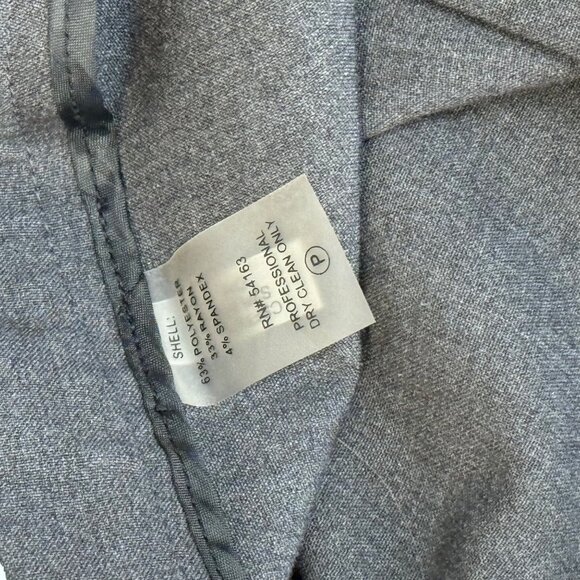 SHELL:
63% POLYESTER
33% RAYON
4% SPANDEX
RN# 54163
PROFESSIONAL
DRY CLEAN ONLY
P